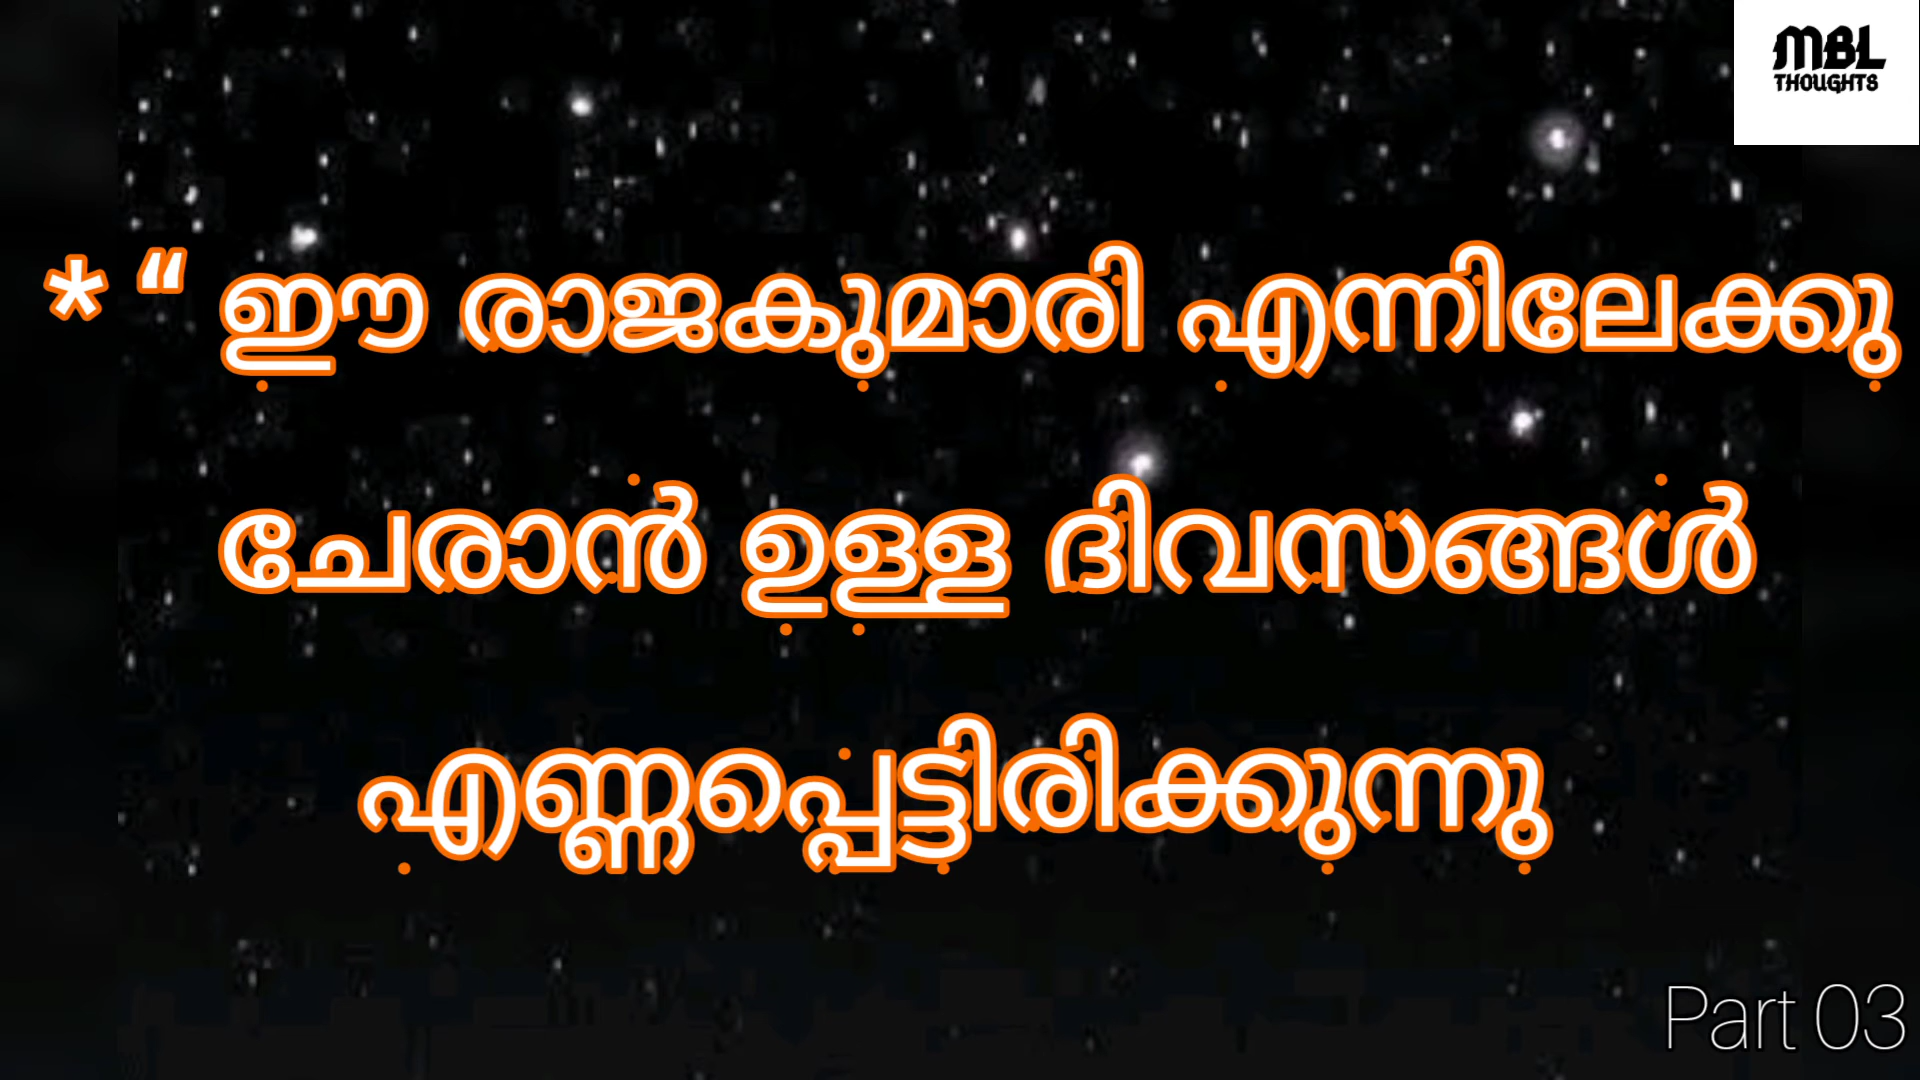 MBL
THOUGHTS
* “ ഈ രാജകുമാരി എന്നിലേക്കു
ചേരാൻ ഉള്ള ദിവസങ്ങൾ
എണ്ണപ്പെട്ടിരിക്കുന്നു
Part 03